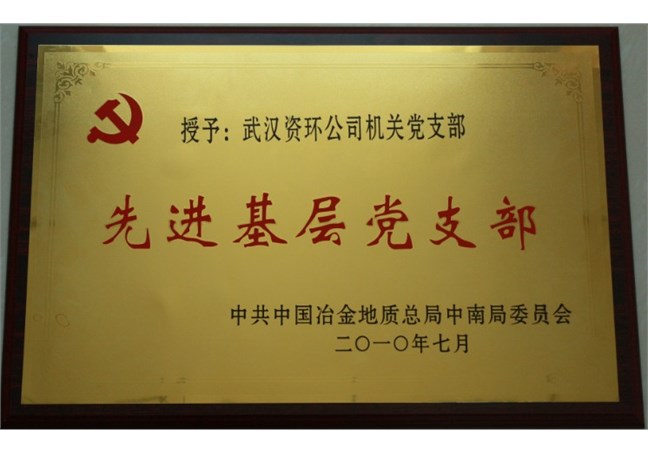 授予：武汉资环公司机关党支部
先进基层党支部
中共中国冶金地质总局中南局委员会
二〇一〇年七月